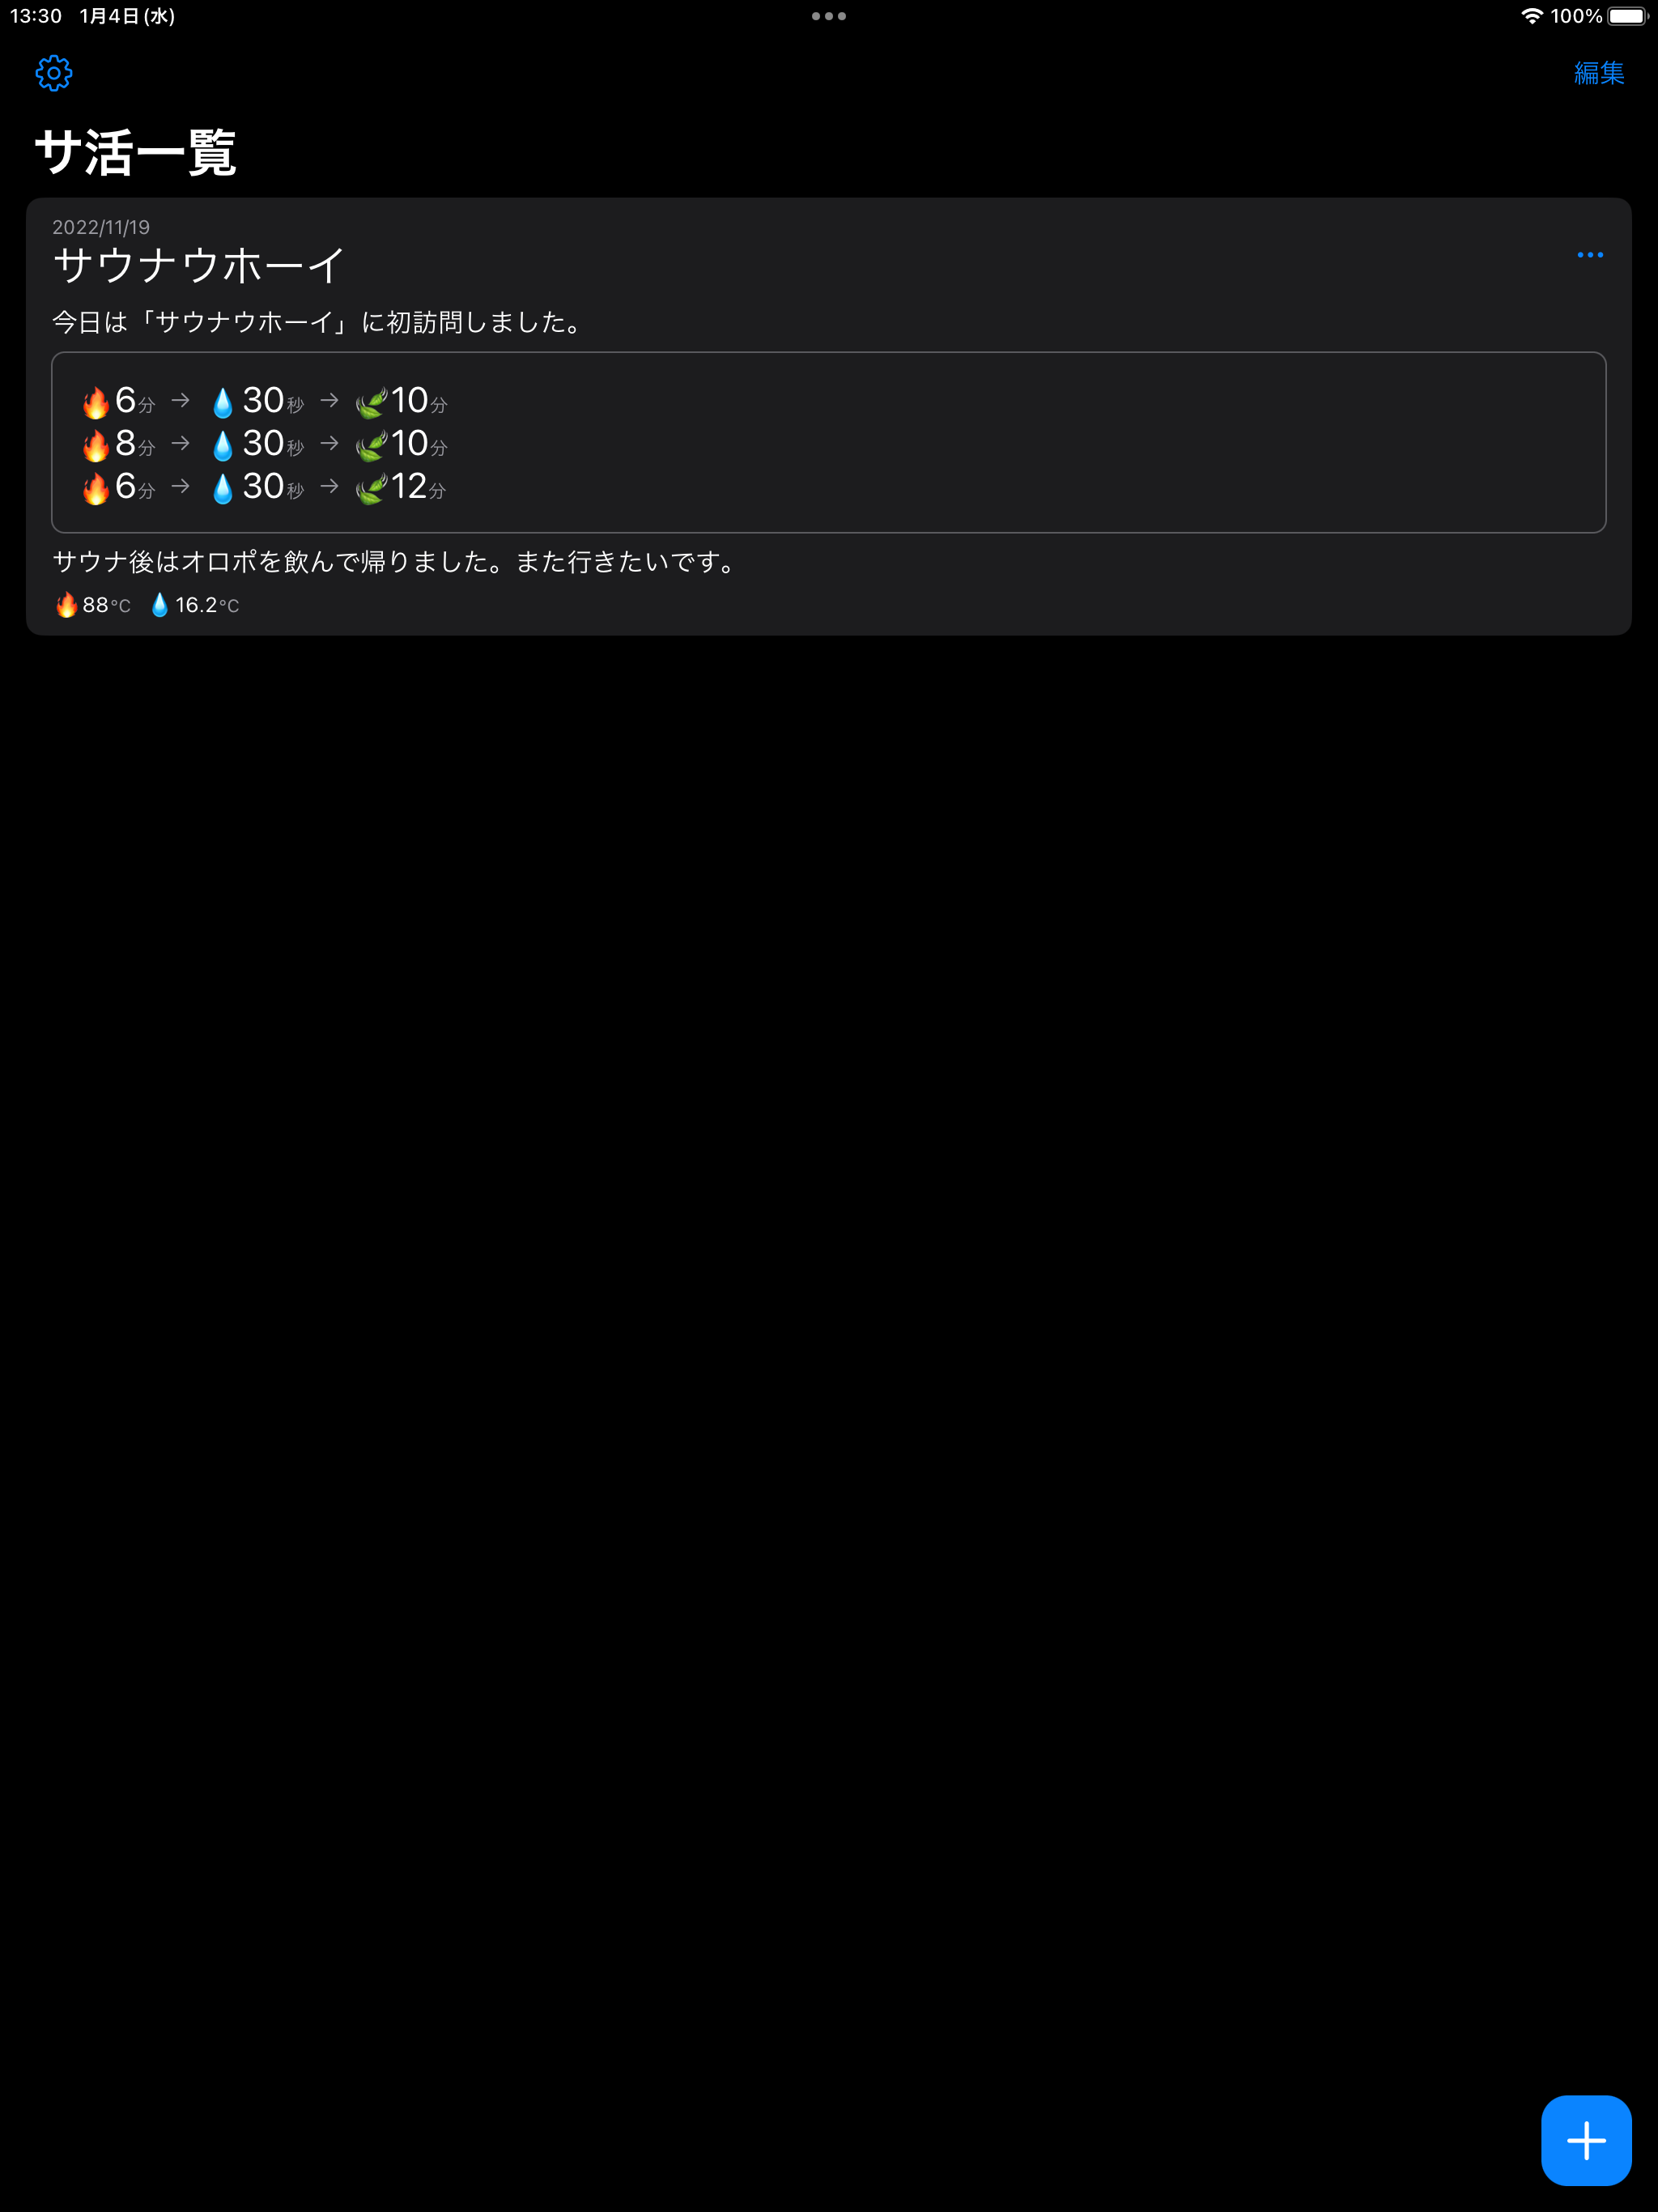 13:30 1月4日(水) 100%
編集
サ活一覧
2022/11/19
サウナウホーイ
今日は「サウナウホーイ」に初訪問しました。
🔥6分 → 💧30秒 → 🍃10分
🔥8分 → 💧30秒 → 🍃10分
🔥6分 → 💧30秒 → 🍃12分
サウナ後はオロポを飲んで帰りました。また行きたいです。
🔥88℃ 💧16.2℃